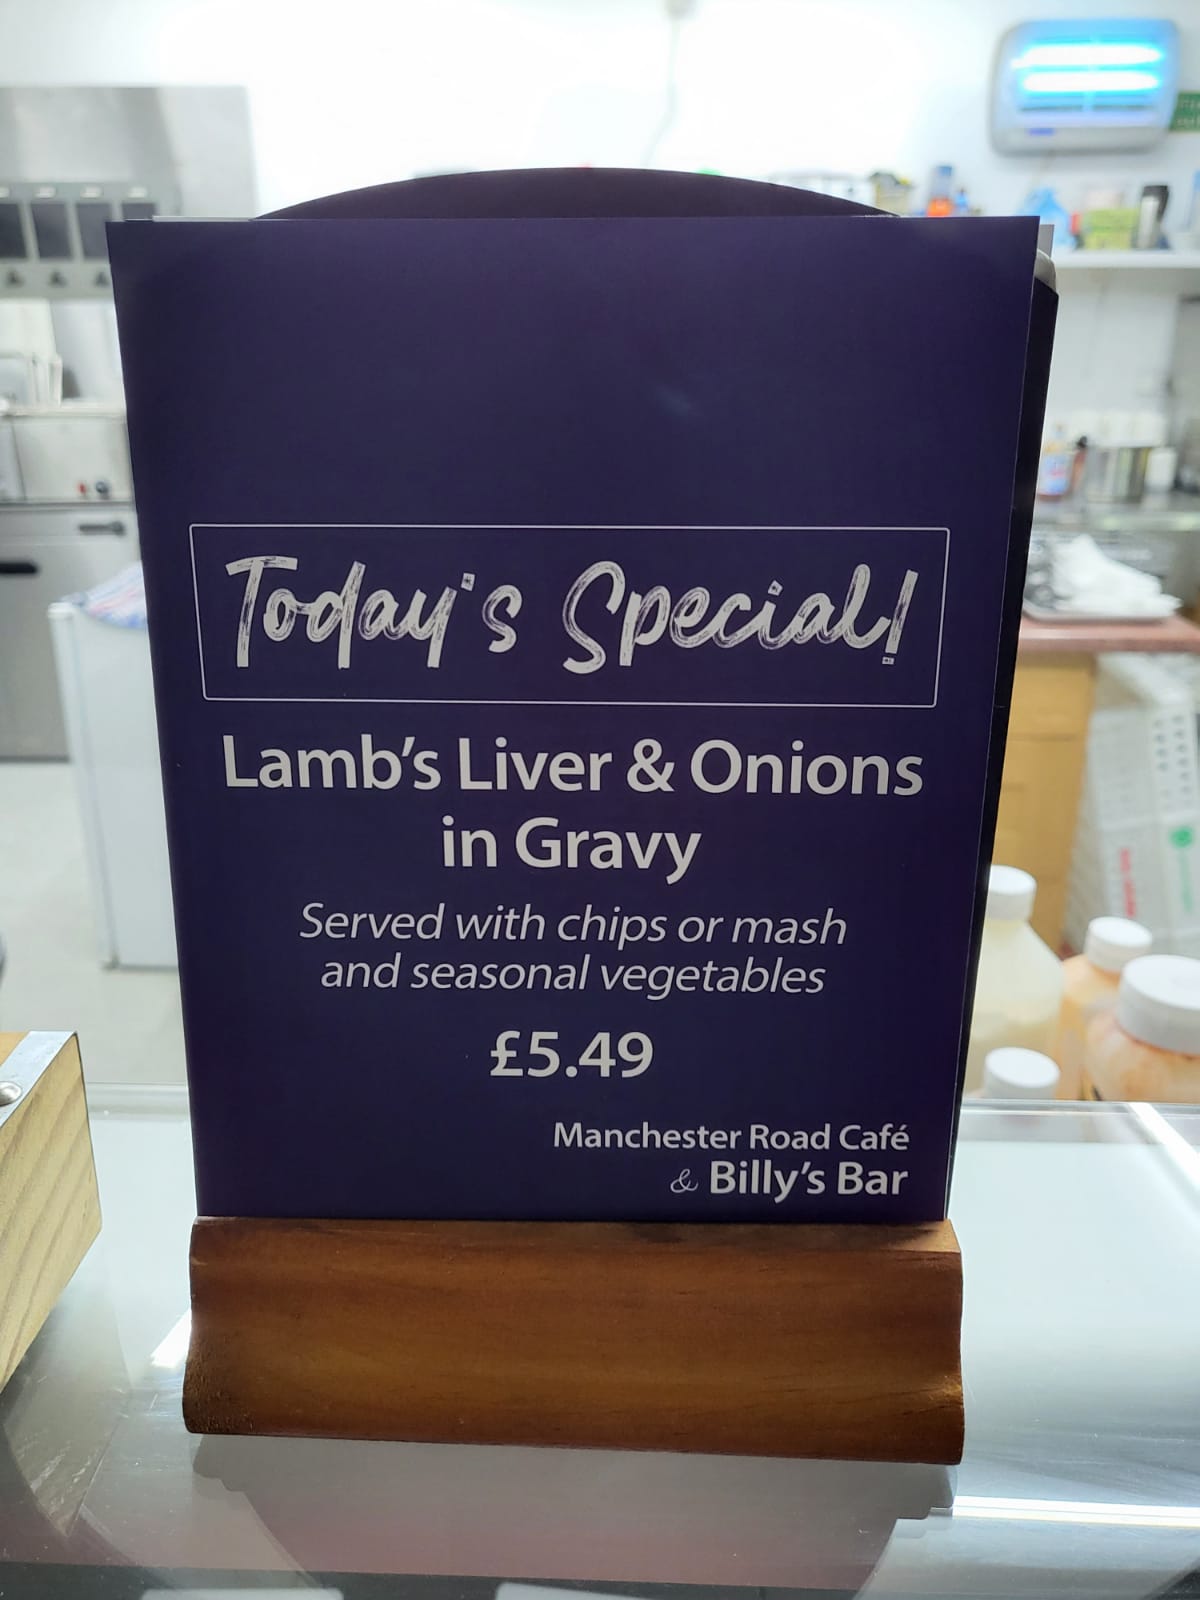 Today's Special!
Lamb’s Liver & Onions
in Gravy
Served with chips or mash
and seasonal vegetables
£5.49
Manchester Road Café
& Billy’s Bar